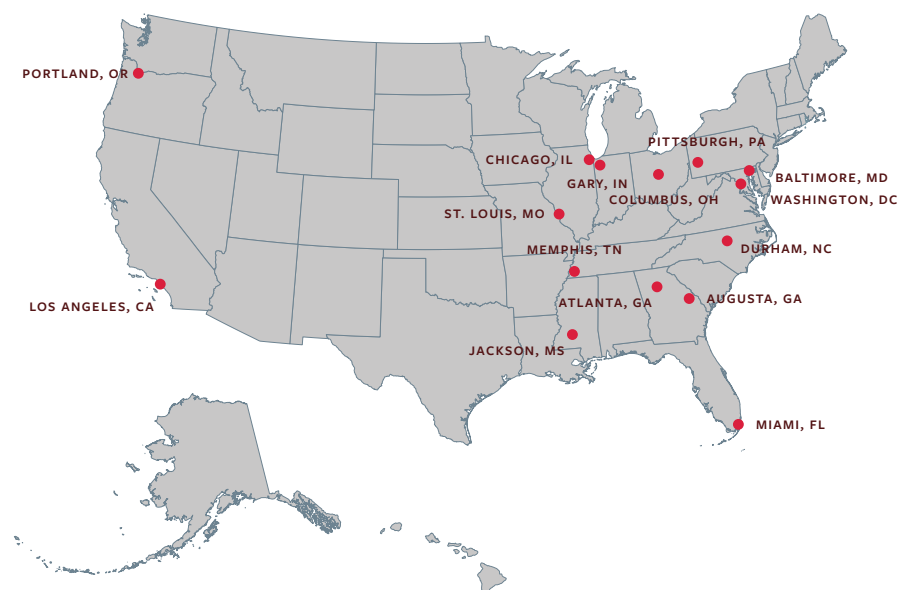 PORTLAND, OR
PITTSBURGH, PA
CHICAGO, IL
GARY, IN
BALTIMORE, MD
COLUMBUS, OH
WASHINGTON, DC
ST. LOUIS, MO
MEMPHIS, TN
DURHAM, NC
LOS ANGELES, CA
ATLANTA, GA
AUGUSTA, GA
JACKSON, MS
MIAMI, FL